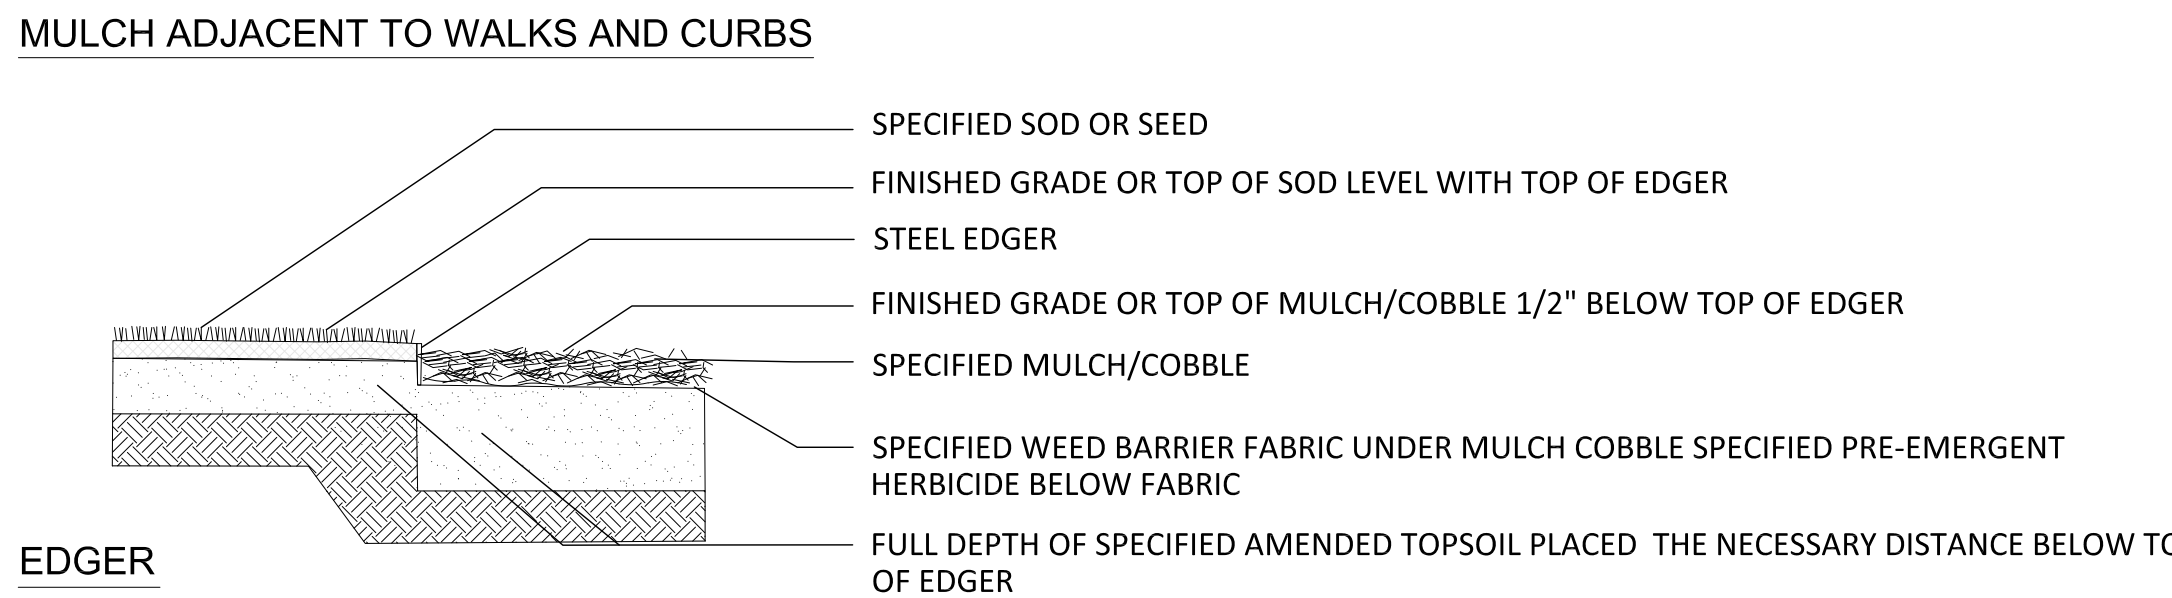 MULCH ADJACENT TO WALKS AND CURBS
SPECIFIED SOD OR SEED
FINISHED GRADE OR TOP OF SOD LEVEL WITH TOP OF EDGER
STEEL EDGER
FINISHED GRADE OR TOP OF MULCH/COBBLE 1/2" BELOW TOP OF EDGER
SPECIFIED MULCH/COBBLE
SPECIFIED WEED BARRIER FABRIC UNDER MULCH COBBLE SPECIFIED PRE-EMERGENT
HERBICIDE BELOW FABRIC
FULL DEPTH OF SPECIFIED AMENDED TOPSOIL PLACED  THE NECESSARY DISTANCE BELOW
OF EDGER
EDGER